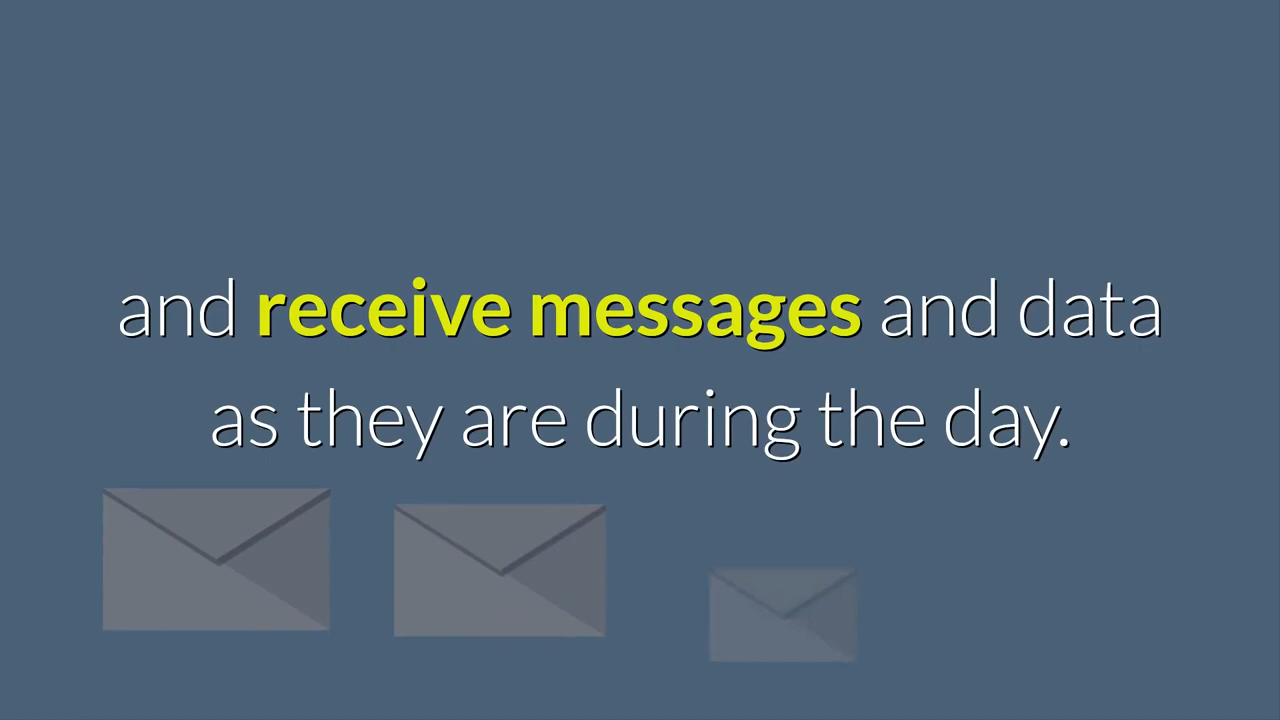 and receive messages and data
as they are during the day.